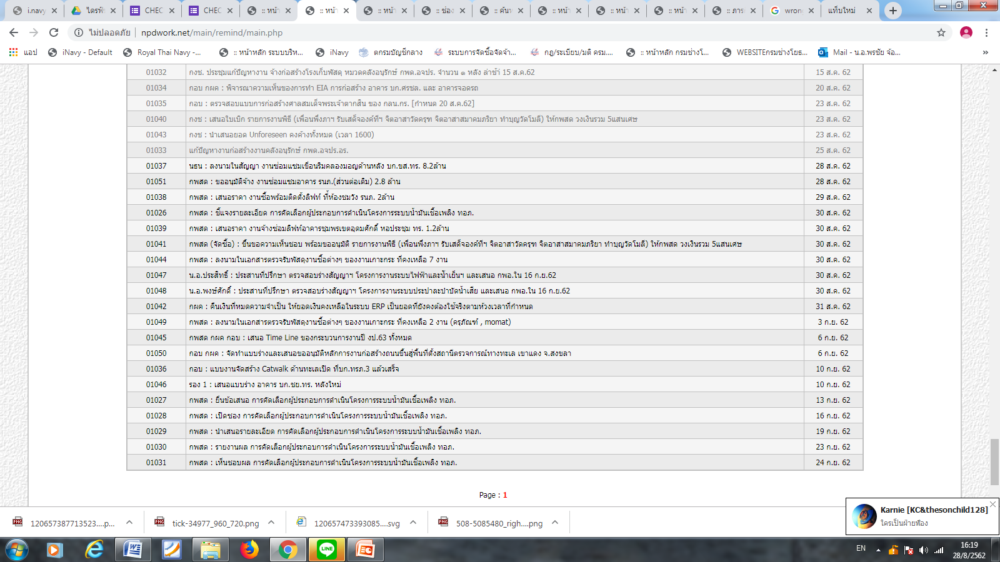 i.navy
ไดรฟ์
CHEC
CHEC
:: หน้า
:: หน้า
:: หน้า
:: ช่อง
:: ค้นห
:: หน้า
:: หน้า
:: หน้า
:: ภาร
wron
แท็บใหม่
ไม่ปลอดภัย
npdwork.net/main/remind/main.php
แอป
iNavy - Default
Royal Thai Navy -...
:: หน้าหลัก ระบบบริห...
iNavy
ตกรมบัญชีกลาง
ระบบการจัดซื้อจัดจ้า...
กฎ/ระเบียบ/มติ ครม....
:: หน้าหลัก กรมช่างโ...
WEBSITEกรมช่างโยธ...
Mail - น.อ.พรชัย จ้อ...
»
01032 กงช. ประชุมแก้ปัญหางาน จ้างก่อสร้างโรงเก็บพัสดุ หมวดคลังอนุรักษ์ กพด.อจปร. จำนวน ๑ หลัง ล่าช้า 15 ส.ค.62 15 ส.ค. 62
01034 กอบ กผค : พิจารณาความเห็นของการทำ EIA การก่อสร้าง อาคาร บก.ศรชล. และ อาคารจอดรถ 20 ส.ค. 62
01035 กอบ : ตรวจสอบแบบการก่อสร้างศาลสมเด็จพระเจ้าตากสิน ของ กลน.กร. [กำหนด 20 ส.ค.62] 23 ส.ค. 62
01040 กงช : เสนอใบเบิก รายการงานพิธี (เพื่อนพึ่งภาฯ รับเสด็จองค์ทีฯ จิตอาสาวัดครุฑ จิตอาสาสมาคมภริยา ทำบุญวัดโมลี) ให้กพสด วงเงินรวม 5แสนเศษ 23 ส.ค. 62
01043 กงช : นำเสนอยอด Unforeseen คงค้างทั้งหมด (เวลา 1600) 23 ส.ค. 62
01033 แก้ปัญหางานก่อสร้างงานคลังอนุรักษ์ กพด.อจปร.อร. 25 ส.ค. 62
01037 นธน : ลงนามในสัญญา งานซ่อมแซมเขื่อนริมคลองมอญด้านหลัง บก.ขส.ทร. 8.2ล้าน 28 ส.ค. 62
01051 กพสด : ขออนุมัติจ้าง งานซ่อมแซมอาคาร รนภ.(ส่วนต่อเติม) 2.8 ล้าน 28 ส.ค. 62
01038 กพสด : เสนอราคา งานซื้อพร้อมติดตั้งลิฟท์ ที่ห้องชมวัง รนภ. 2ล้าน 29 ส.ค. 62
01026 กพสด : ชี้แจงรายละเอียด การคัดเลือกผู้ประกอบการดำเนินโครงการระบบน้ำมันเชื้อเพลิง ทอภ. 30 ส.ค. 62
01039 กพสด : เสนอราคา งานจ้างซ่อมลิฟท์อาคารชุมพรเขตอุดมศักดิ์ หอประชุม ทร. 1.2ล้าน 30 ส.ค. 62
01041 กพสด (จัดซื้อ) : ขึ้นขอความเห็นชอบ พร้อมขออนุมัติ รายการงานพิธี (เพื่อนพึ่งภาฯ รับเสด็จองค์ทีฯ จิตอาสาวัดครุฑ จิตอาสาสมาคมภริยา ทำบุญวัดโมลี) ให้กพสด วงเงินรวม 5แสนเศษ 30 ส.ค. 62
01044 กพสด : ลงนามในเอกสารตรวจรับพัสดุงานซื้อต่างๆ ของงานเกาะกระ ที่คงเหลือ 7 งาน 30 ส.ค. 62
01047 น.อ.ประสิทธิ์ : ประสานที่ปรึกษา ตรวจสอบร่างสัญญาฯ โครงการงานระบบไฟฟ้าและน้ำเย็นฯ และเสนอ กพอ.ใน 16 ก.ย.62 30 ส.ค. 62
01048 น.อ.พงษ์ศักดิ์ : ประสานที่ปรึกษา ตรวจสอบร่างสัญญาฯ โครงการงานระบบประปาละบำบัดน้ำเสีย และเสนอ กพอ.ใน 16 ก.ย.62 30 ส.ค. 62
01042 กผค : คืนเงินที่หมดความจำเป็น ให้ยอดเงินคงเหลือในระบบ ERP เป็นยอดที่ยังคงต้องใช้จริงตามห้วงเวลาที่กำหนด 31 ส.ค. 62
01049 กพสด : ลงนามในเอกสารตรวจรับพัสดุงานซื้อต่างๆ ของงานเกาะกระ ที่คงเหลือ 2 งาน (ครุภัณฑ์ , momat) 3 ก.ย. 62
01045 กพสด กผค กอบ : เสนอ Time Line ของกระบวนการงานปี งป.63 ทั้งหมด 6 ก.ย. 62
01050 กอบ กผค : จัดทำแบบร่างและเสนอขออนุมัติหลักการงานก่อสร้างถนนขึ้นสู่พื้นที่ตั้งสถานีตรวจการณ์ทางทะเล เขาแดง จ.สงขลา 6 ก.ย. 62
01036 กอบ : แบบงานจัดสร้าง Catwalk ด้านทะเลเปิด ที่บก.ทรภ.3 แล้วเสร็จ 10 ก.ย. 62
01046 รอง 1 : เสนอแบบร่าง อาคาร บก.ชย.ทร. หลังใหม่ 10 ก.ย. 62
01027 กพสด : ยื่นข้อเสนอ การคัดเลือกผู้ประกอบการดำเนินโครงการระบบน้ำมันเชื้อเพลิง ทอภ. 13 ก.ย. 62
01028 กพสด : เปิดซอง การคัดเลือกผู้ประกอบการดำเนินโครงการระบบน้ำมันเชื้อเพลิง ทอภ. 16 ก.ย. 62
01029 กพสด : นำเสนอรายละเอียด การคัดเลือกผู้ประกอบการดำเนินโครงการระบบน้ำมันเชื้อเพลิง ทอภ. 19 ก.ย. 62
01030 กพสด : รายงานผล การคัดเลือกผู้ประกอบการดำเนินโครงการระบบน้ำมันเชื้อเพลิง ทอภ. 23 ก.ย. 62
01031 กพสด : เห็นชอบผล การคัดเลือกผู้ประกอบการดำเนินโครงการระบบน้ำมันเชื้อเพลิง ทอภ. 24 ก.ย. 62
Page : 1
Karnie [KC&thesonchild128]
ใครเป็นฝ่ายฟ้อง
120657387713523....p...
tick-34977_960_720.png
120657473393085....svg
508-5085480_righ....png
LINE
EN
16:19
28/8/2562